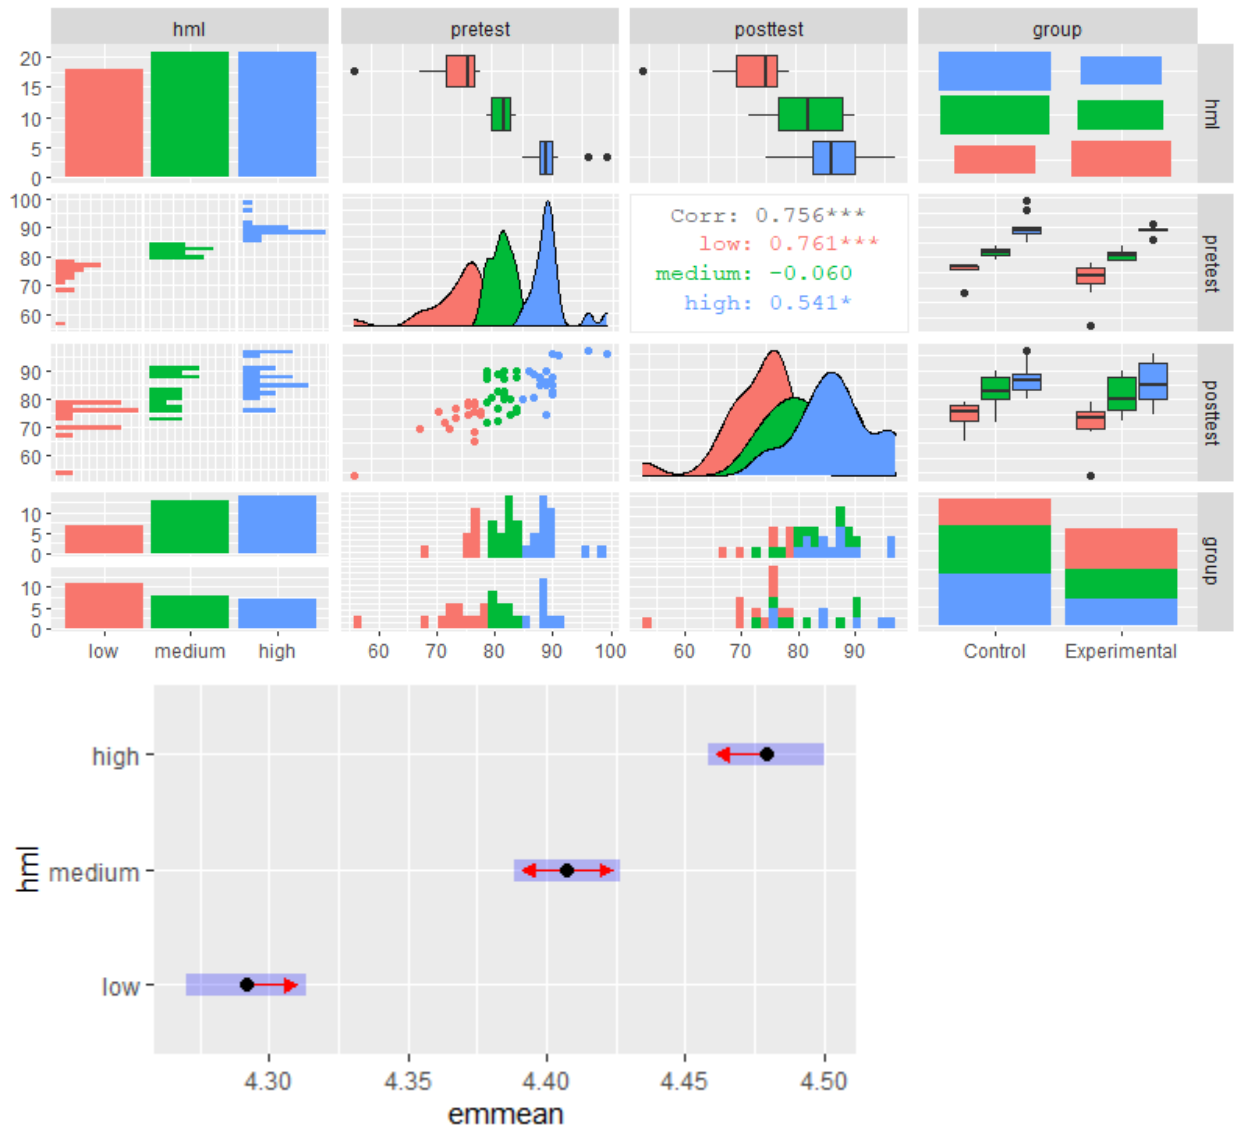 hml pretest posttest group
20
15
10
5
0
hml
100
90
80
70
60
Corr: 0.756***
low: 0.761***
medium: -0.060
high: 0.541*
pretest
90
80
70
60
posttest
10
5
0
10
5
0
group
low medium high 60 70 80 90 100 60 70 80 90 Control Experimental
high
medium
low
hml
4.30 4.35 4.40 4.45 4.50
emmean